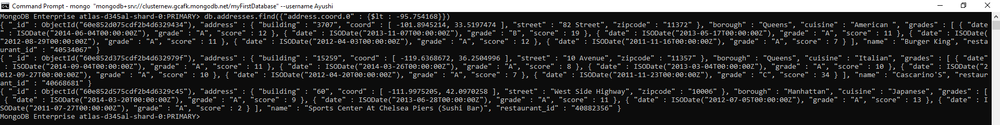 Command Prompt - mongo "mongodb+srv://clusternew.gcafk.mongodb.net/myFirstDatabase" --username Ayushi
MongoDB Enterprise atlas-d345al-shard-0:PRIMARY> db.addresses.find({"address.coord.0" : {$lt : -95.754168}})
{ "_id" : ObjectId("60e852d075cdf2b4d6329434"), "address" : { "building" : "3707", "coord" : [ -101.8945214, 33.5197474 ], "street" : "82 Street", "zipcode" : "11372" }, "borough" : "Queens", "cuisine" : "American ", "grades" : [ { "date
" : ISODate("2014-06-04T00:00:00Z"), "grade" : "A", "score" : 12 }, { "date" : ISODate("2013-11-07T00:00:00Z"), "grade" : "B", "score" : 19 }, { "date" : ISODate("2013-05-17T00:00:00Z"), "grade" : "A", "score" : 11 }, { "date" : ISODate(
"2012-08-29T00:00:00Z"), "grade" : "A", "score" : 11 }, { "date" : ISODate("2012-04-03T00:00:00Z"), "grade" : "A", "score" : 12 }, { "date" : ISODate("2011-11-16T00:00:00Z"), "grade" : "A", "score" : 7 } ], "name" : "Burger King", "resta
urant_id" : "40534067" }
{ "_id" : ObjectId("60e852d375cdf2b4d632979f"), "address" : { "building" : "15259", "coord" : [ -119.6368672, 36.2504996 ], "street" : "10 Avenue", "zipcode" : "11357" }, "borough" : "Queens", "cuisine" : "Italian", "grades" : [ { "date"
 : ISODate("2014-09-04T00:00:00Z"), "grade" : "A", "score" : 11 }, { "date" : ISODate("2014-03-26T00:00:00Z"), "grade" : "A", "score" : 8 }, { "date" : ISODate("2013-03-04T00:00:00Z"), "grade" : "A", "score" : 10 }, { "date" : ISODate("2
012-09-27T00:00:00Z"), "grade" : "A", "score" : 10 }, { "date" : ISODate("2012-04-20T00:00:00Z"), "grade" : "A", "score" : 7 }, { "date" : ISODate("2011-11-23T00:00:00Z"), "grade" : "C", "score" : 34 } ], "name" : "Cascarino'S", "restaur
ant_id" : "40668681" }
{ "_id" : ObjectId("60e852d575cdf2b4d6329c45"), "address" : { "building" : "60", "coord" : [ -111.9975205, 42.0970258 ], "street" : "West Side Highway", "zipcode" : "10006" }, "borough" : "Manhattan", "cuisine" : "Japanese", "grades" : [
 { "date" : ISODate("2014-03-20T00:00:00Z"), "grade" : "A", "score" : 9 }, { "date" : ISODate("2013-06-28T00:00:00Z"), "grade" : "A", "score" : 11 }, { "date" : ISODate("2012-07-05T00:00:00Z"), "grade" : "A", "score" : 13 }, { "date" : I
SODate("2011-07-27T00:00:00Z"), "grade" : "A", "score" : 2 } ], "name" : "Sports Center At Chelsea Piers (Sushi Bar)", "restaurant_id" : "40882356" }
MongoDB Enterprise atlas-d345al-shard-0:PRIMARY>